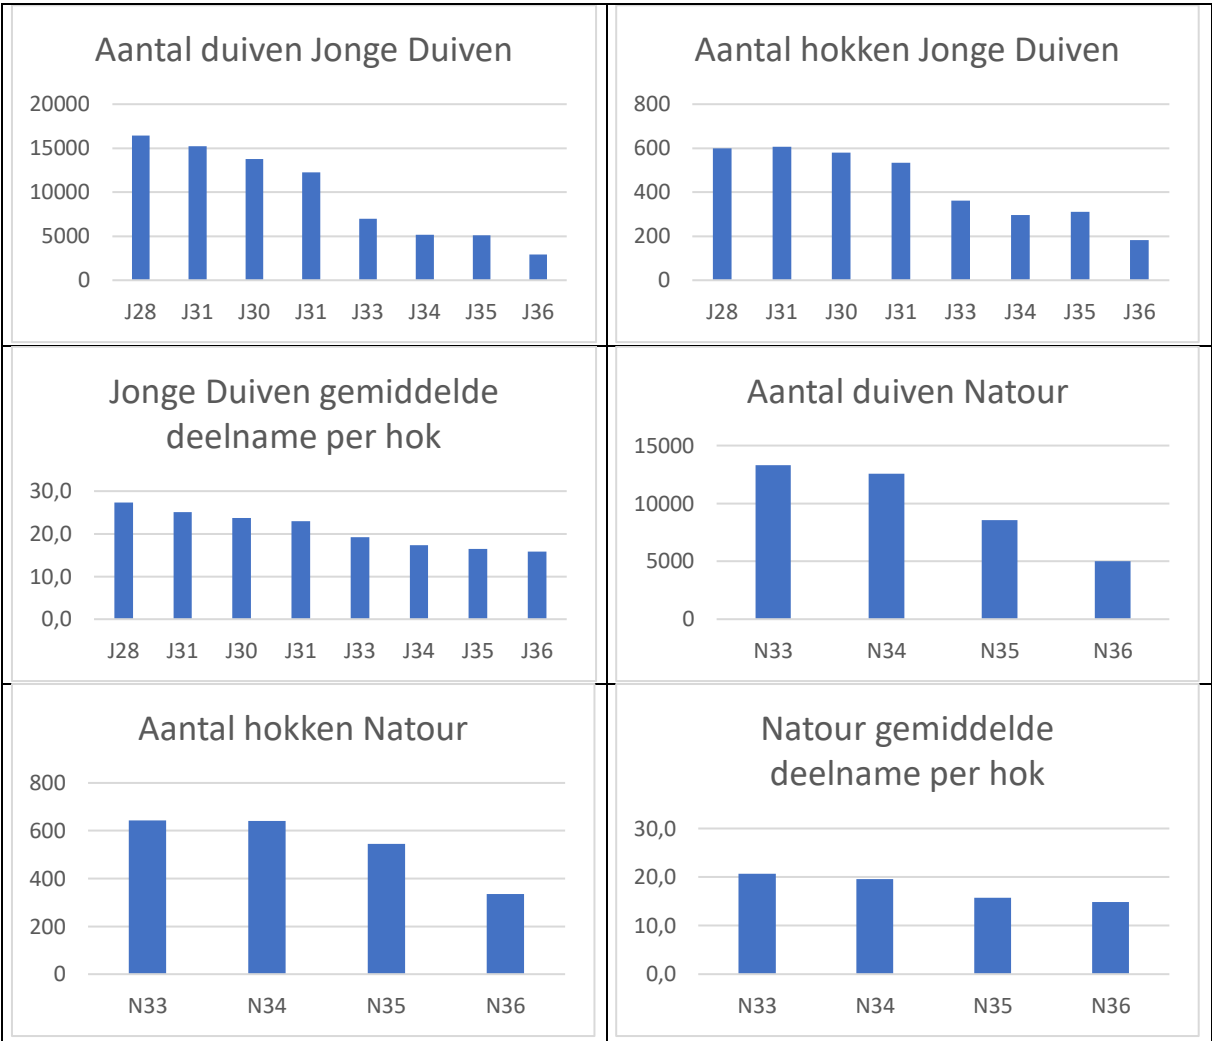 Aantal duiven Jonge Duiven
20000
15000
10000
5000
0
J28 J31 J30 J31 J33 J34 J35 J36
Aantal hokken Jonge Duiven
800
600
400
200
0
J28 J31 J30 J31 J33 J34 J35 J36
Jonge Duiven gemiddelde
deelname per hok
30,0
20,0
10,0
0,0
J28 J31 J30 J31 J33 J34 J35 J36
Aantal duiven Natour
15000
10000
5000
0
N33 N34 N35 N36
Aantal hokken Natour
800
600
400
200
0
N33 N34 N35 N36
Natour gemiddelde
deelname per hok
30,0
20,0
10,0
0,0
N33 N34 N35 N36